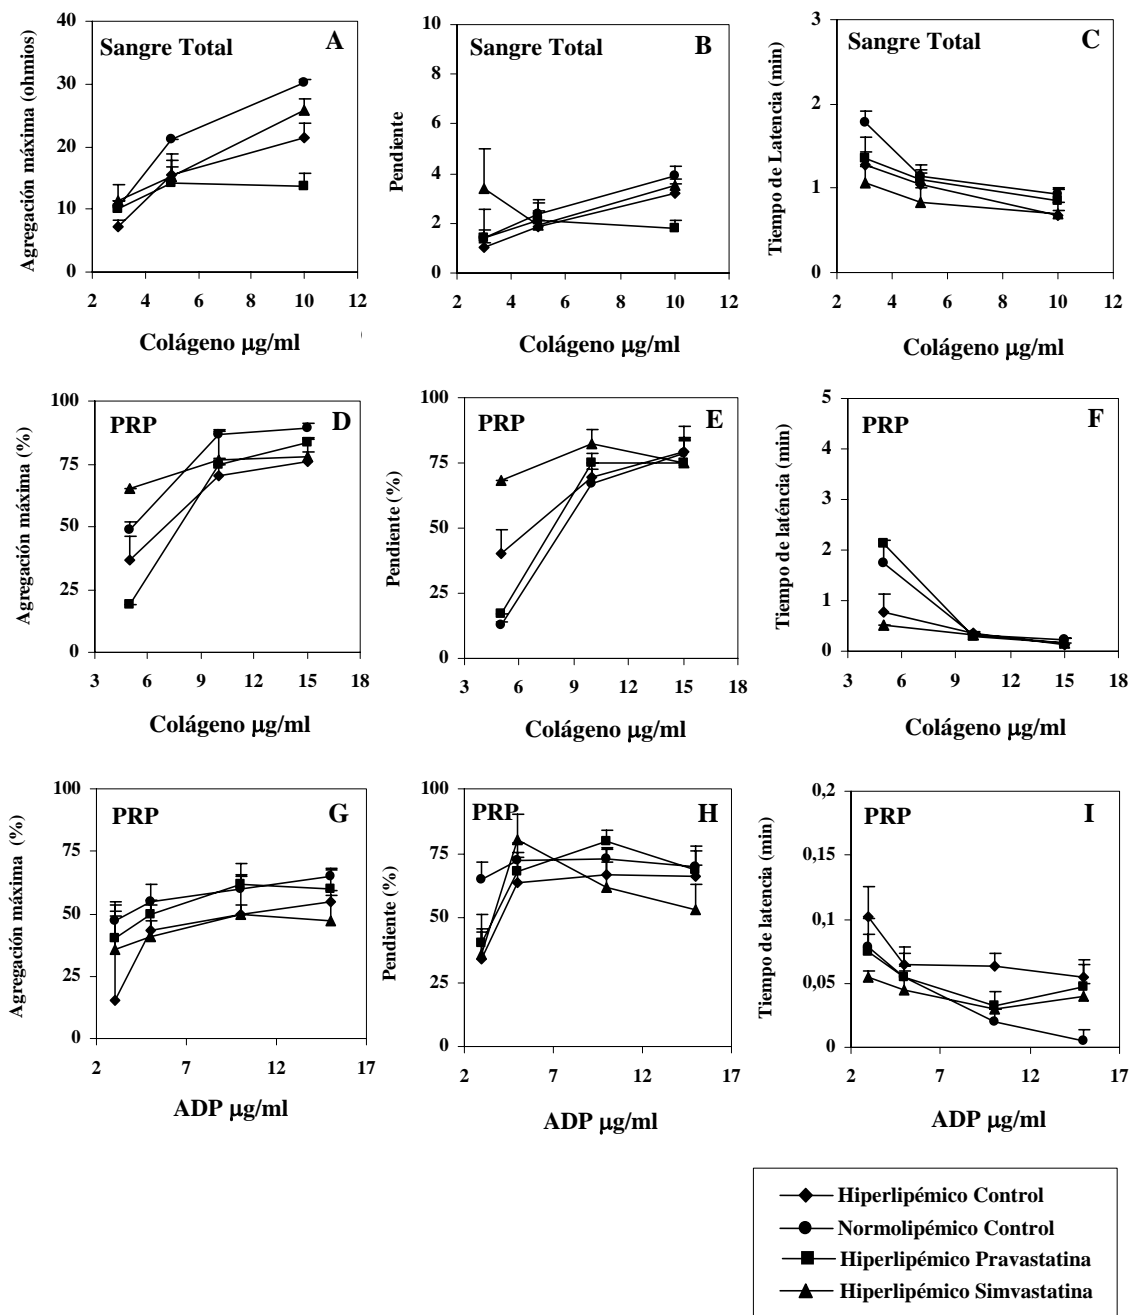 Sangre Total
A
Agregación máxima (ohmios)
40
30
20
10
0
2 4 6 8 10 12
Colágeno µg/ml
Sangre Total
B
Pendiente
10
8
6
4
2
0
2 4 6 8 10 12
Colágeno µg/ml
Sangre Total
C
Tiempo de Latencia (min)
3
2
1
0
2 4 6 8 10 12
Colágeno µg/ml
PRP
D
Agregación máxima (%)
100
75
50
25
0
3 6 9 12 15 18
Colágeno µg/ml
PRP
E
Pendiente (%)
100
75
50
25
0
3 6 9 12 15 18
Colágeno µg/ml
PRP
F
Tiempo de laténcia (min)
5
4
3
2
1
0
3 6 9 12 15 18
Colágeno µg/ml
PRP
G
Agregación máxima (%)
100
75
50
25
0
2 7 12 17
ADP µg/ml
PRP
H
Pendiente (%)
100
75
50
25
0
2 7 12 17
ADP µg/ml
PRP
I
Tiempo de latencia (min)
0,2
0,15
0,1
0,05
0
2 7 12 17
ADP µg/ml
Hiperlipémico Control
Normolipémico Control
Hiperlipémico Pravastatina
Hiperlipémico Simvastatina